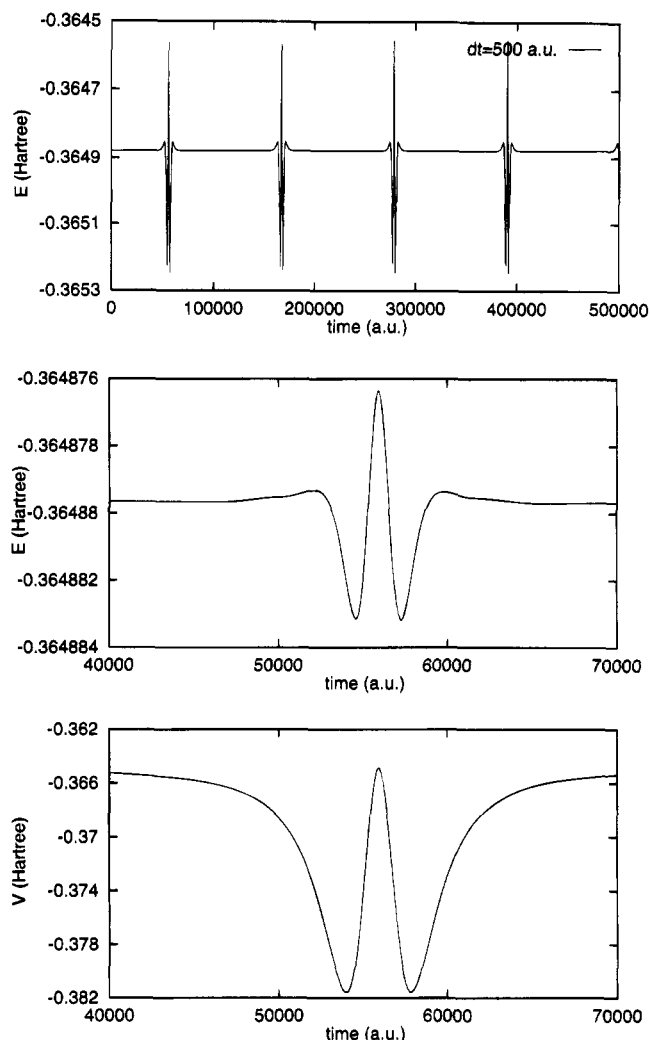 -0.3645
dt=500 a.u.
-0.3647
-0.3649
-0.3651
-0.3653
E (Hartree)
0 100000 200000 300000 400000 500000
time (a.u.)
-0.364876
-0.364878
-0.36488
-0.364882
-0.364884
E (Hartree)
40000 50000 60000 70000
time (a.u.)
-0.362
-0.366
-0.37
-0.374
-0.378
-0.382
V (Hartree)
40000 50000 60000 70000
time (a.u.)